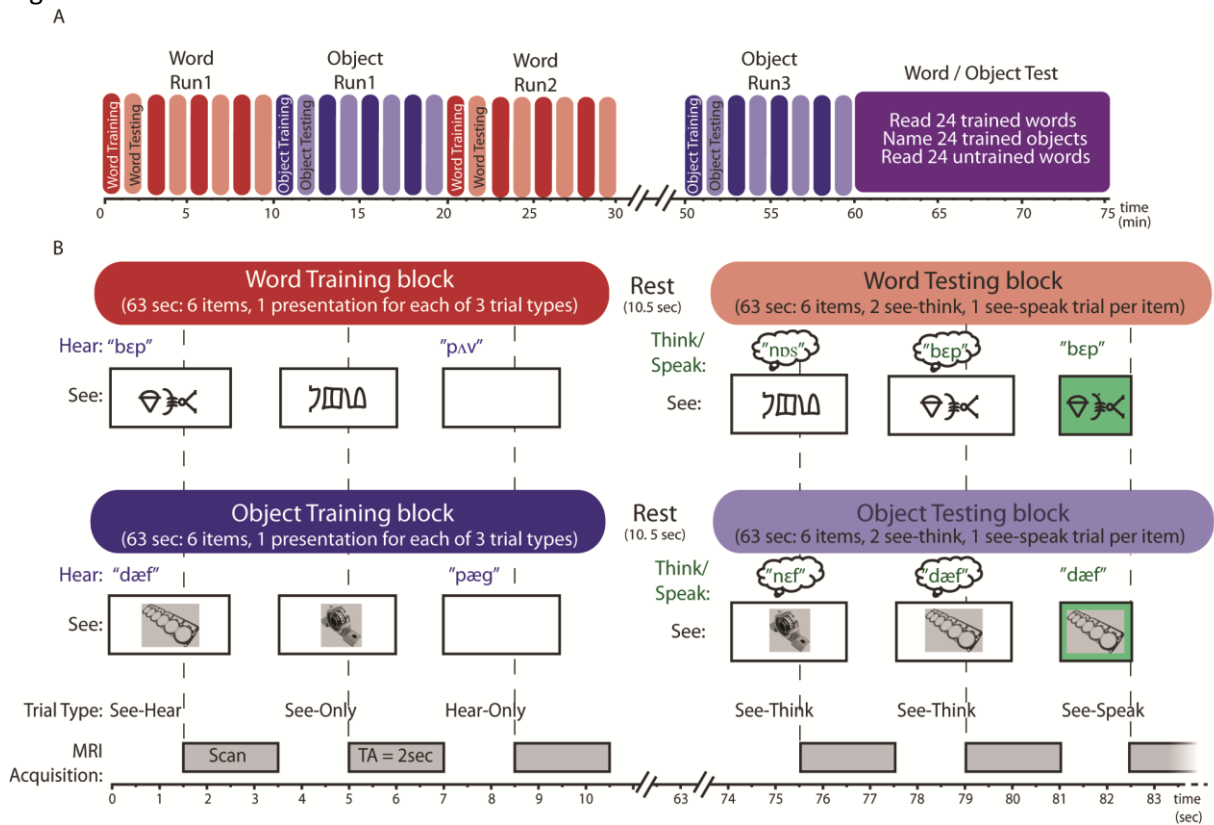 A
Word Run1
Object Run1
Word Run2
Object Run3
Word / Object Test
Word Training
Word Testing
Object Training
Object Testing
Word Training
Word Testing
Object Training
Object Testing
Read 24 trained words
Name 24 trained objects
Read 24 untrained words
0 5 10 15 20 25 30 50 55 60 65 70 75 time (min)
B
Word Training block
(63 sec: 6 items, 1 presentation for each of 3 trial types)
Rest
(10.5 sec)
Word Testing block
(63 sec: 6 items, 2 see-think, 1 see-speak trial per item)
Hear: "bɛp" "pʌv"
See:
Think/
Speak: "nɒs" "bɛp" "bɛp"
See:
Object Training block
(63 sec: 6 items, 1 presentation for each of 3 trial types)
Rest
(10. 5 sec)
Object Testing block
(63 sec: 6 items, 2 see-think, 1 see-speak trial per item)
Hear: "dæf" "pæg"
See:
Think/
Speak: "nɛf" "dæf" "dæf"
See:
Trial Type: See-Hear See-Only Hear-Only See-Think See-Think See-Speak
MRI
Acquisition: Scan TA = 2sec
0 1 2 3 4 5 6 7 8 9 10 63 74 75 76 77 78 79 80 81 82 83 time
(sec)